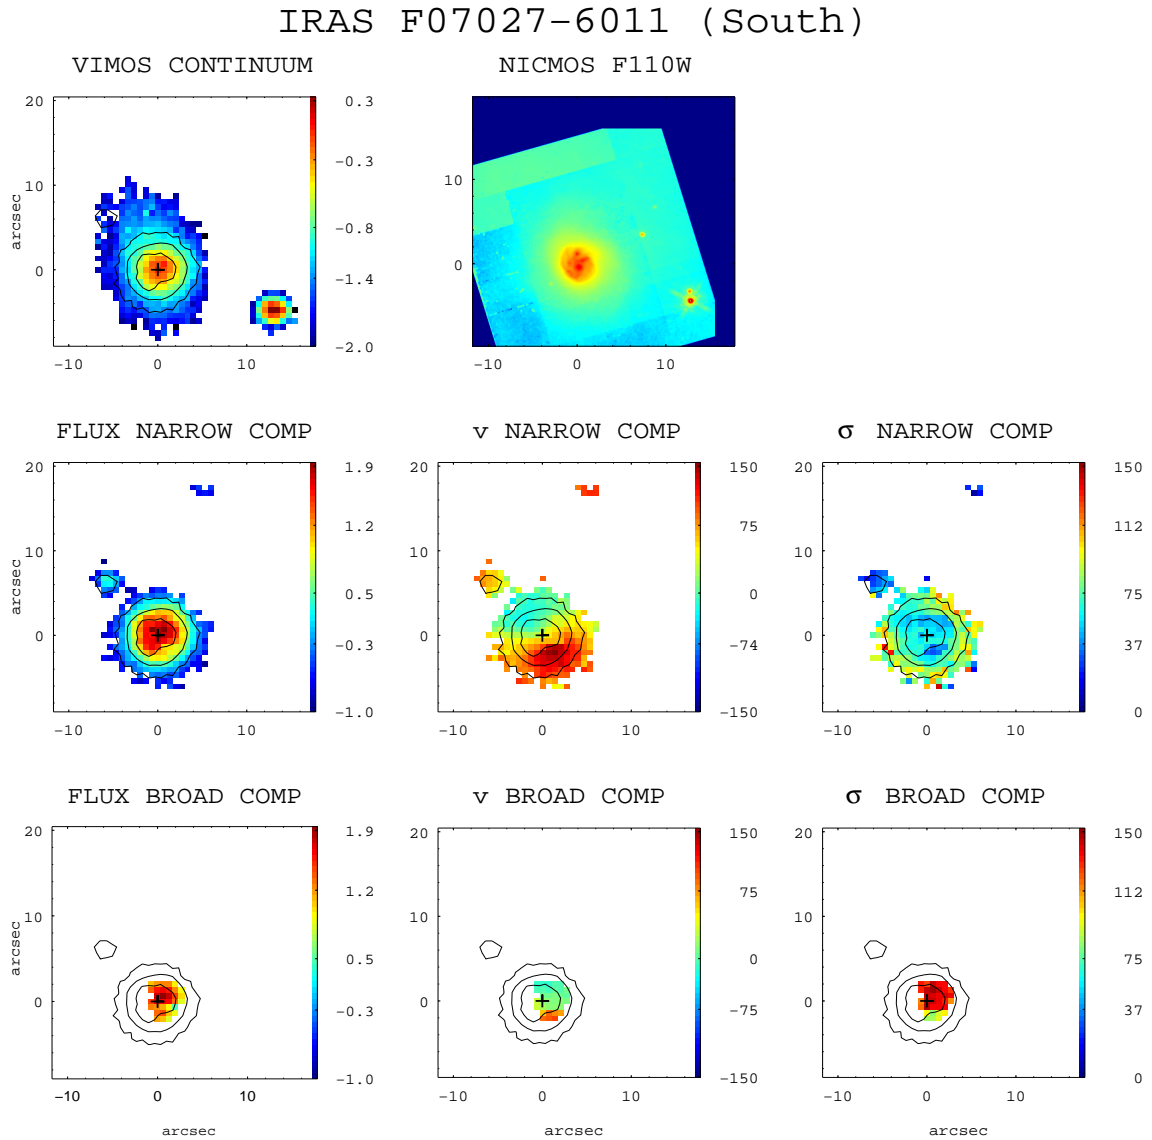 IRAS F07027−6011 (South)
VIMOS CONTINUUM
NICMOS F110W
20
10
0
arcsec
−10 0 10
0.3
−0.3
−0.8
−1.4
−2.0
10
0
−10 0 10
FLUX NARROW COMP
v NARROW COMP
σ NARROW COMP
20
10
0
arcsec
−10 0 10
1.9
1.2
0.5
−0.3
−1.0
20
10
0
−10 0 10
150
75
0
−74
−150
20
10
0
−10 0 10
150
112
75
37
0
FLUX BROAD COMP
v BROAD COMP
σ BROAD COMP
20
10
0
arcsec
−10 0 10
arcsec
1.9
1.2
0.5
−0.3
−1.0
20
10
0
−10 0 10
arcsec
150
75
0
−75
−150
20
10
0
−10 0 10
arcsec
150
112
75
37
0